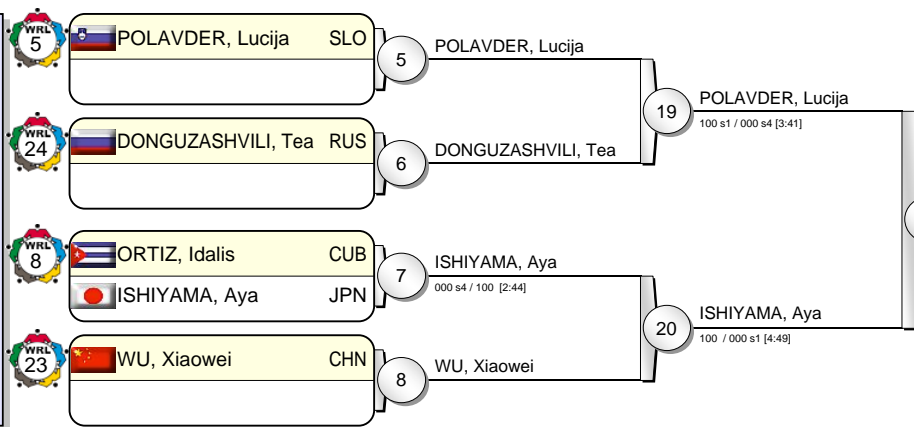 WRL
5
POLAVDER, Lucija SLO
5
POLAVDER, Lucija
WRL
24
DONGUZASHVILI, Tea RUS
6
DONGUZASHVILI, Tea
19
POLAVDER, Lucija
100 s1 / 000 s4 [3:41]
WRL
8
ORTIZ, Idalis CUB
ISHIYAMA, Aya JPN
7
ISHIYAMA, Aya
000 s4 / 100 [2:44]
WRL
23
WU, Xiaowei CHN
8
WU, Xiaowei
20
ISHIYAMA, Aya
100 / 000 s1 [4:49]